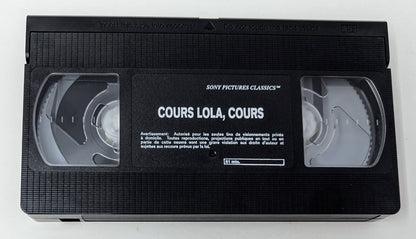 SONY PICTURES CLASSICS™
COURS LOLA, COURS
Avertissement: Autorisé pour les seules fins de visionnements privés
à domicile. Toutes reproductions, projections publiques en tout ou en
partie de cette oeuvre sont une grave violation aux droits d'auteur et
sujettes aux recours prévus par la loi.
81 min.